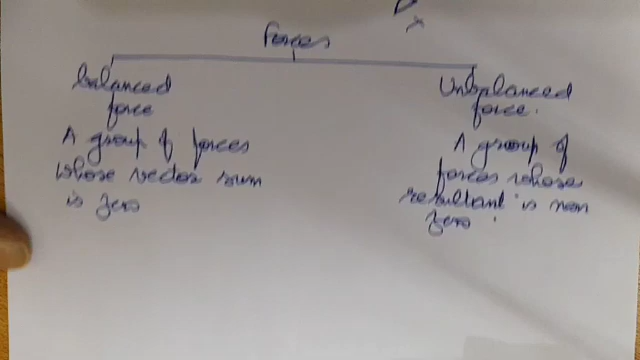 Forces
balanced
force
A group of forces
whose vector sum
is zero
Unbalanced
force.
A group of
forces whose
resultant is non
zero.